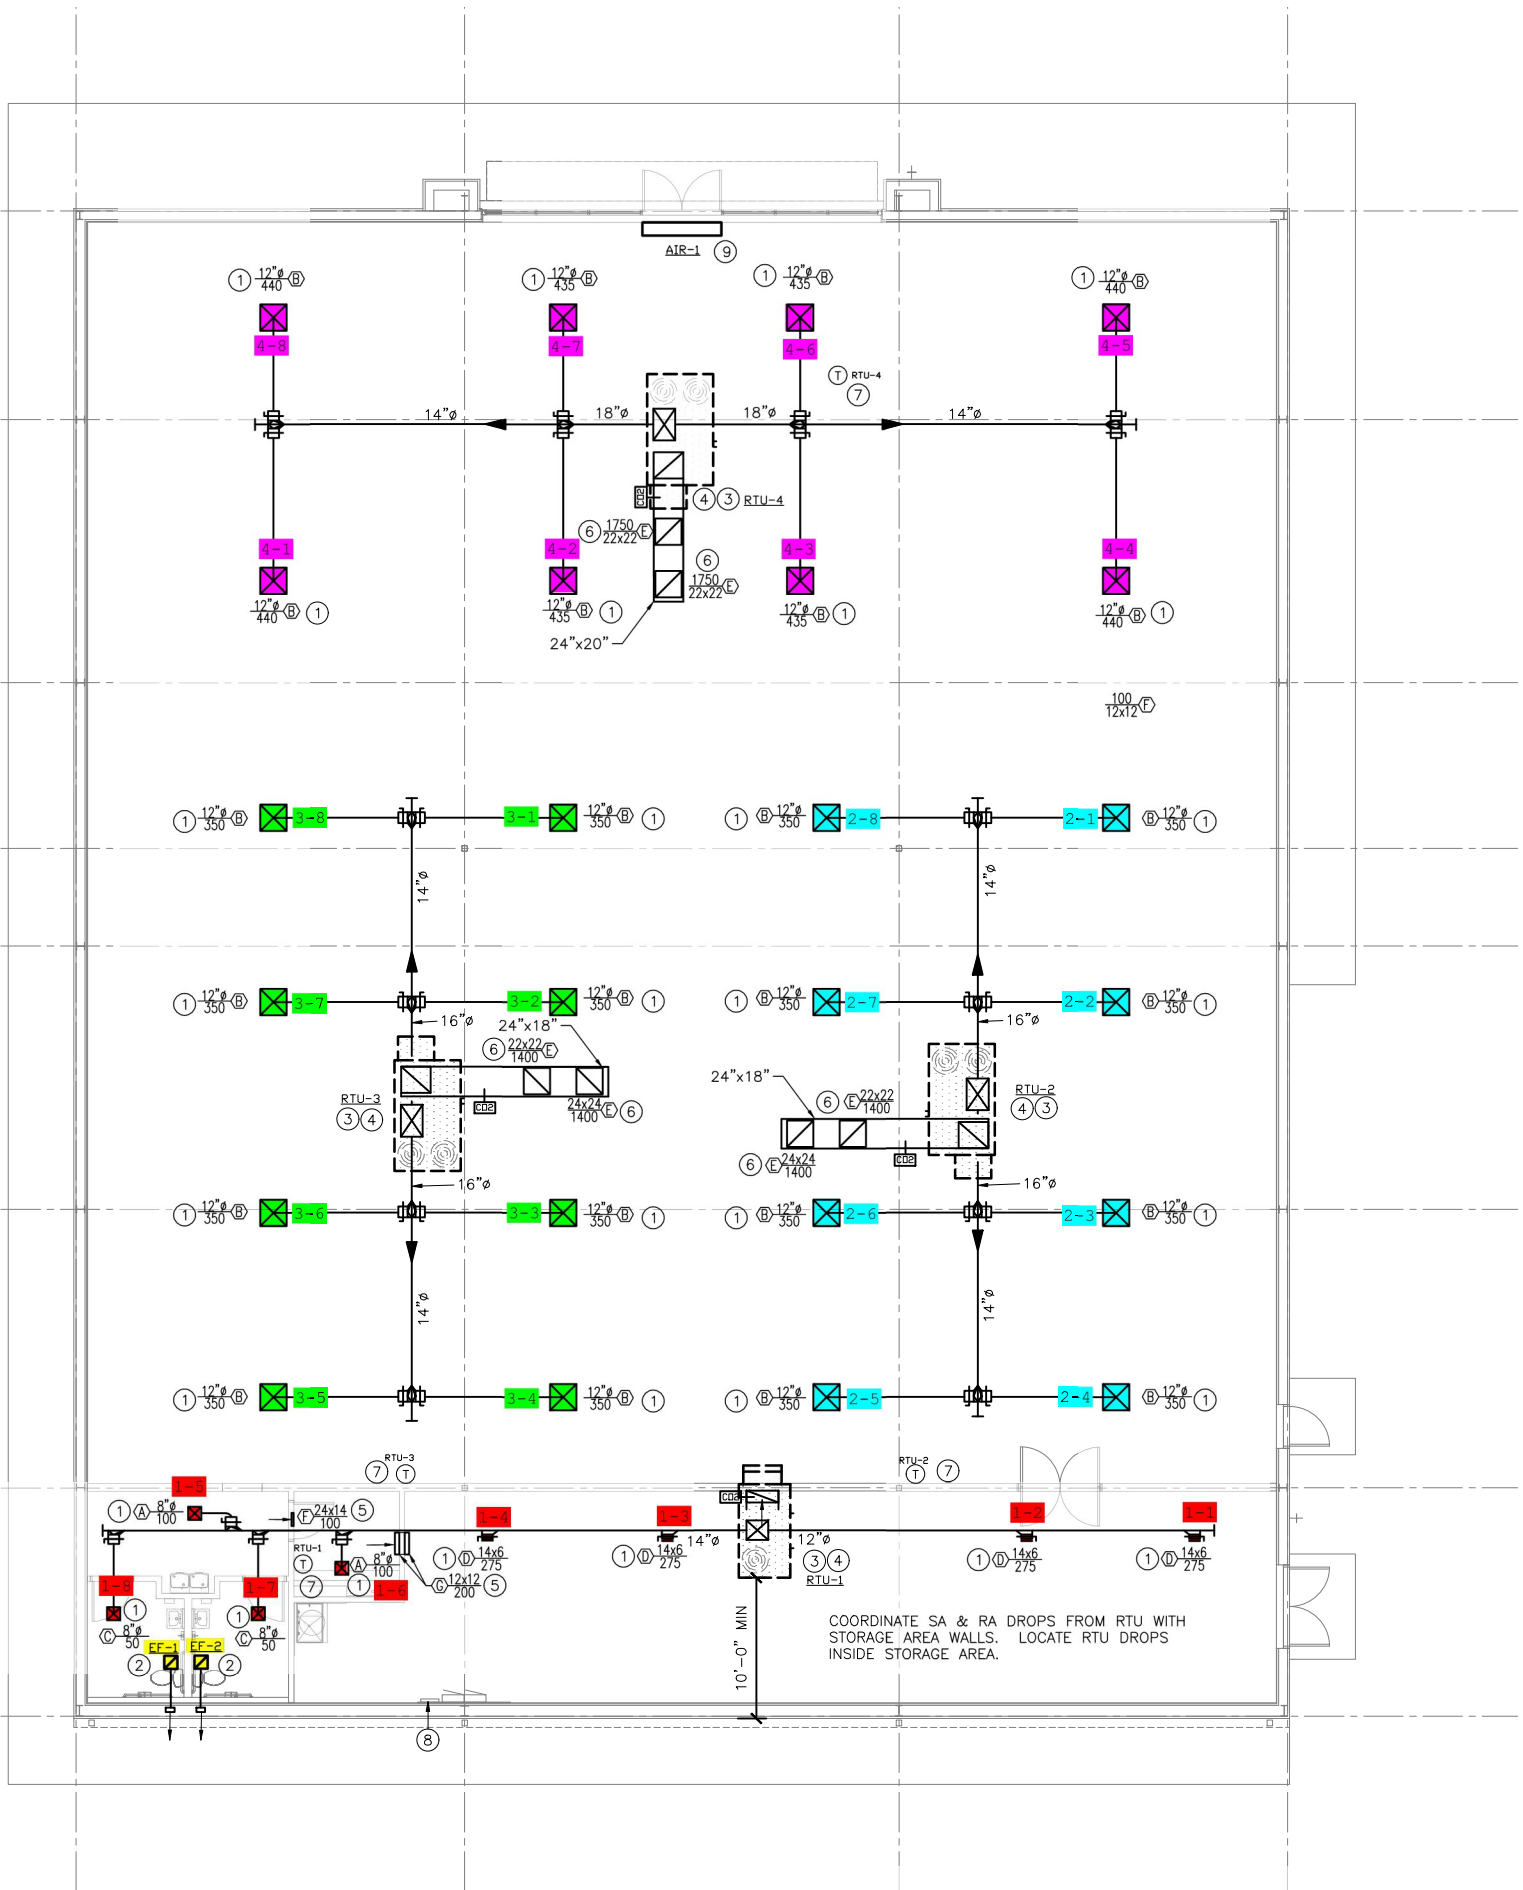 AIR-1 9
1 12"ø B
440
1 12"ø B
435
1 12"ø B
435
1 12"ø B
440
4-8
4-7
4-6
4-5
T RTU-4
7
14"ø
18"ø
18"ø
14"ø
CO2
4 3 RTU-4
6 1750 E
22x22
6
1750 E
22x22
4-1
4-2
4-3
4-4
12"ø B 1
440
12"ø B 1
435
12"ø B 1
435
12"ø B 1
440
24"x20"
100 F
12x12
1 12"ø B
350
3-8
3-1
12"ø B 1
350
1 B 12"ø
350
2-8
2-1
B 12"ø 1
350
14"ø
14"ø
1 12"ø B
350
3-7
3-2
12"ø B 1
350
1 B 12"ø
350
2-7
2-2
B 12"ø 1
350
16"ø
24"x18"
16"ø
6 22x22 E
1400
24"x18"
RTU-3
3 4
CO2
24x24 E 6
1400
6 E 22x22
1400
RTU-2
4 3
6 E 24x24
1400
CO2
16"ø
16"ø
1 12"ø B
350
3-6
3-3
12"ø B 1
350
1 B 12"ø
350
2-6
2-3
B 12"ø 1
350
14"ø
14"ø
1 12"ø B
350
3-5
3-4
12"ø B 1
350
1 B 12"ø
350
2-5
2-4
B 12"ø 1
350
RTU-3
7 T
RTU-2
T 7
1-5
1 A 8"ø
100
F 24x14 5
100
1-4
1-3
CO2
1-2
1-1
14"ø
12"ø
RTU-1
T
7
A 8"ø
100
1
1-6
G 12x12 5
200
1 D 14x6
275
1 D 14x6
275
3 4
RTU-1
1 D 14x6
275
1 D 14x6
275
1-8
1-7
1
1
C 8"ø
50
C 8"ø
50
EF-1
EF-2
2
2
10'-0" MIN
COORDINATE SA & RA DROPS FROM RTU WITH
STORAGE AREA WALLS. LOCATE RTU DROPS
INSIDE STORAGE AREA.
8